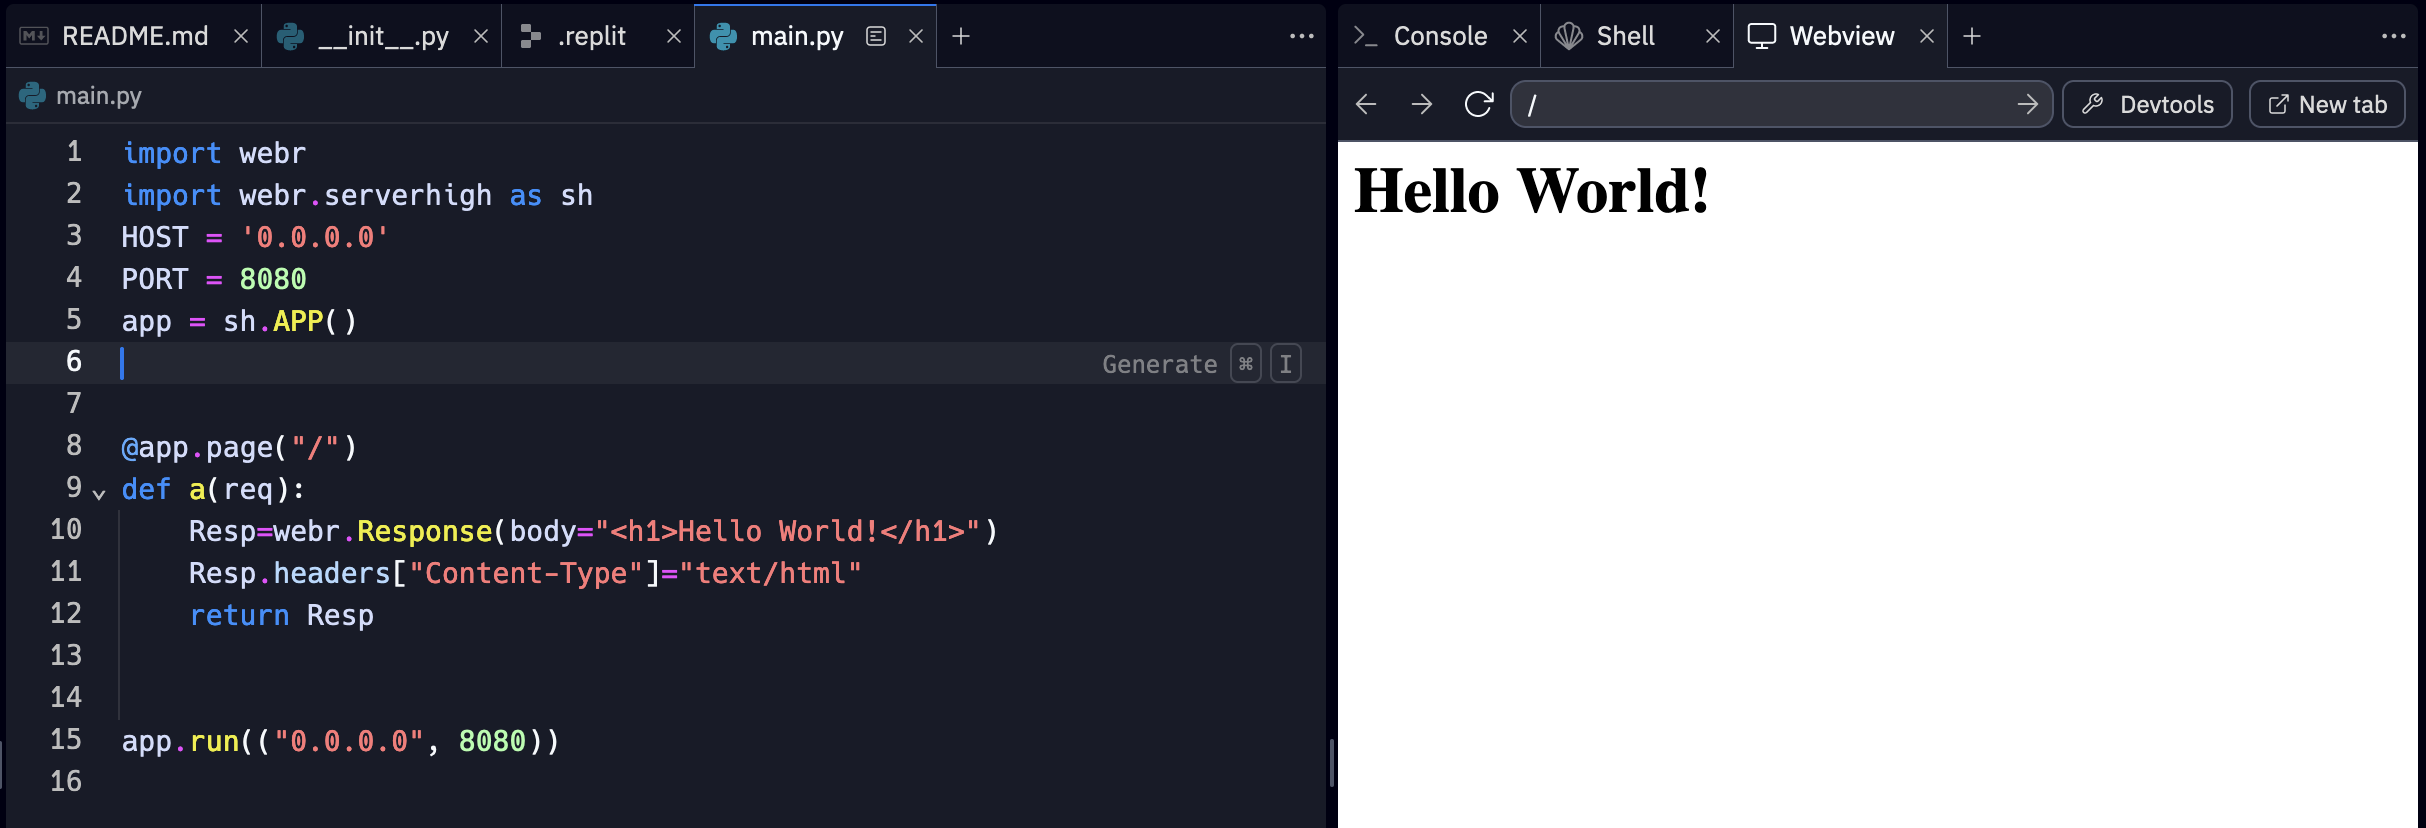 README.md
__init__.py
.replit
main.py
main.py
1 import webr
2 import webr.serverhigh as sh
3 HOST = '0.0.0.0'
4 PORT = 8080
5 app = sh.APP()
6 Generate ⌘ I
7
8 @app.page("/")
9 def a(req):
10     Resp=webr.Response(body="<h1>Hello World!</h1>")
11     Resp.headers["Content-Type"]="text/html"
12     return Resp
13
14
15 app.run(("0.0.0.0", 8080))
16
Console
Shell
Webview
/
Devtools
New tab
Hello World!